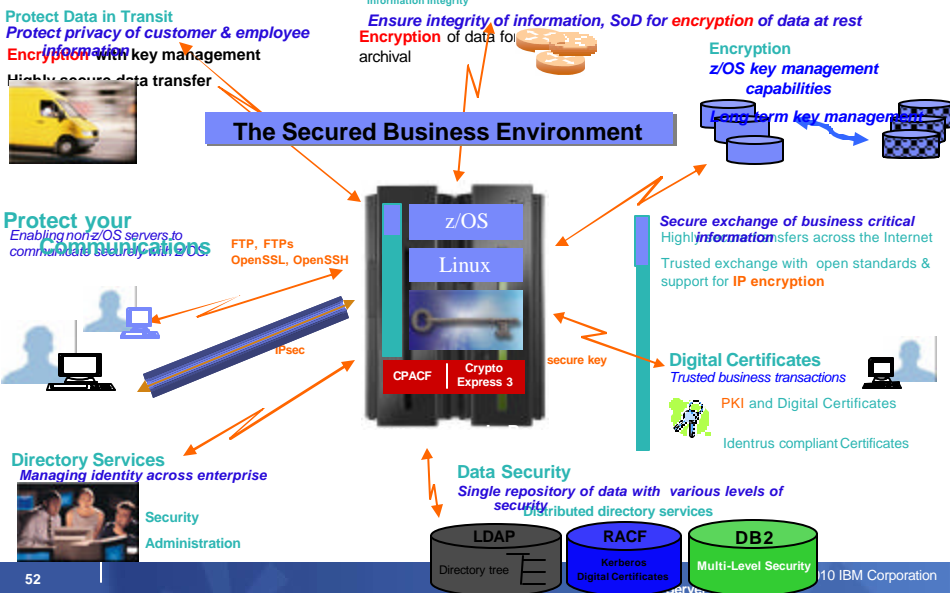 Protect Data in Transit
Protect privacy of customer & employee
information
Encryption with key management
Highly secure data transfer
Information integrity
Ensure integrity of information, SoD for encryption of data at rest
Encryption of data for
archival
Encryption
z/OS key management
capabilities
Long term key management
The Secured Business Environment
Protect your
Communications
Enabling non-z/OS servers to
communicate securely with z/OS.
FTP, FTPs
OpenSSL, OpenSSH
IPsec
z/OS
Linux
CPACF
Crypto
Express 3
secure key
Secure exchange of business critical
information
Highly transfers across the Internet
Trusted exchange with open standards &
support for IP encryption
Digital Certificates
Trusted business transactions
PKI and Digital Certificates
Identrus compliant Certificates
Directory Services
Managing identity across enterprise
Security
Administration
Data Security
Single repository of data with various levels of
security
Distributed directory services
LDAP
Directory tree
RACF
Kerberos
Digital Certificates
DB2
Multi-Level Security
52
10 IBM Corporation